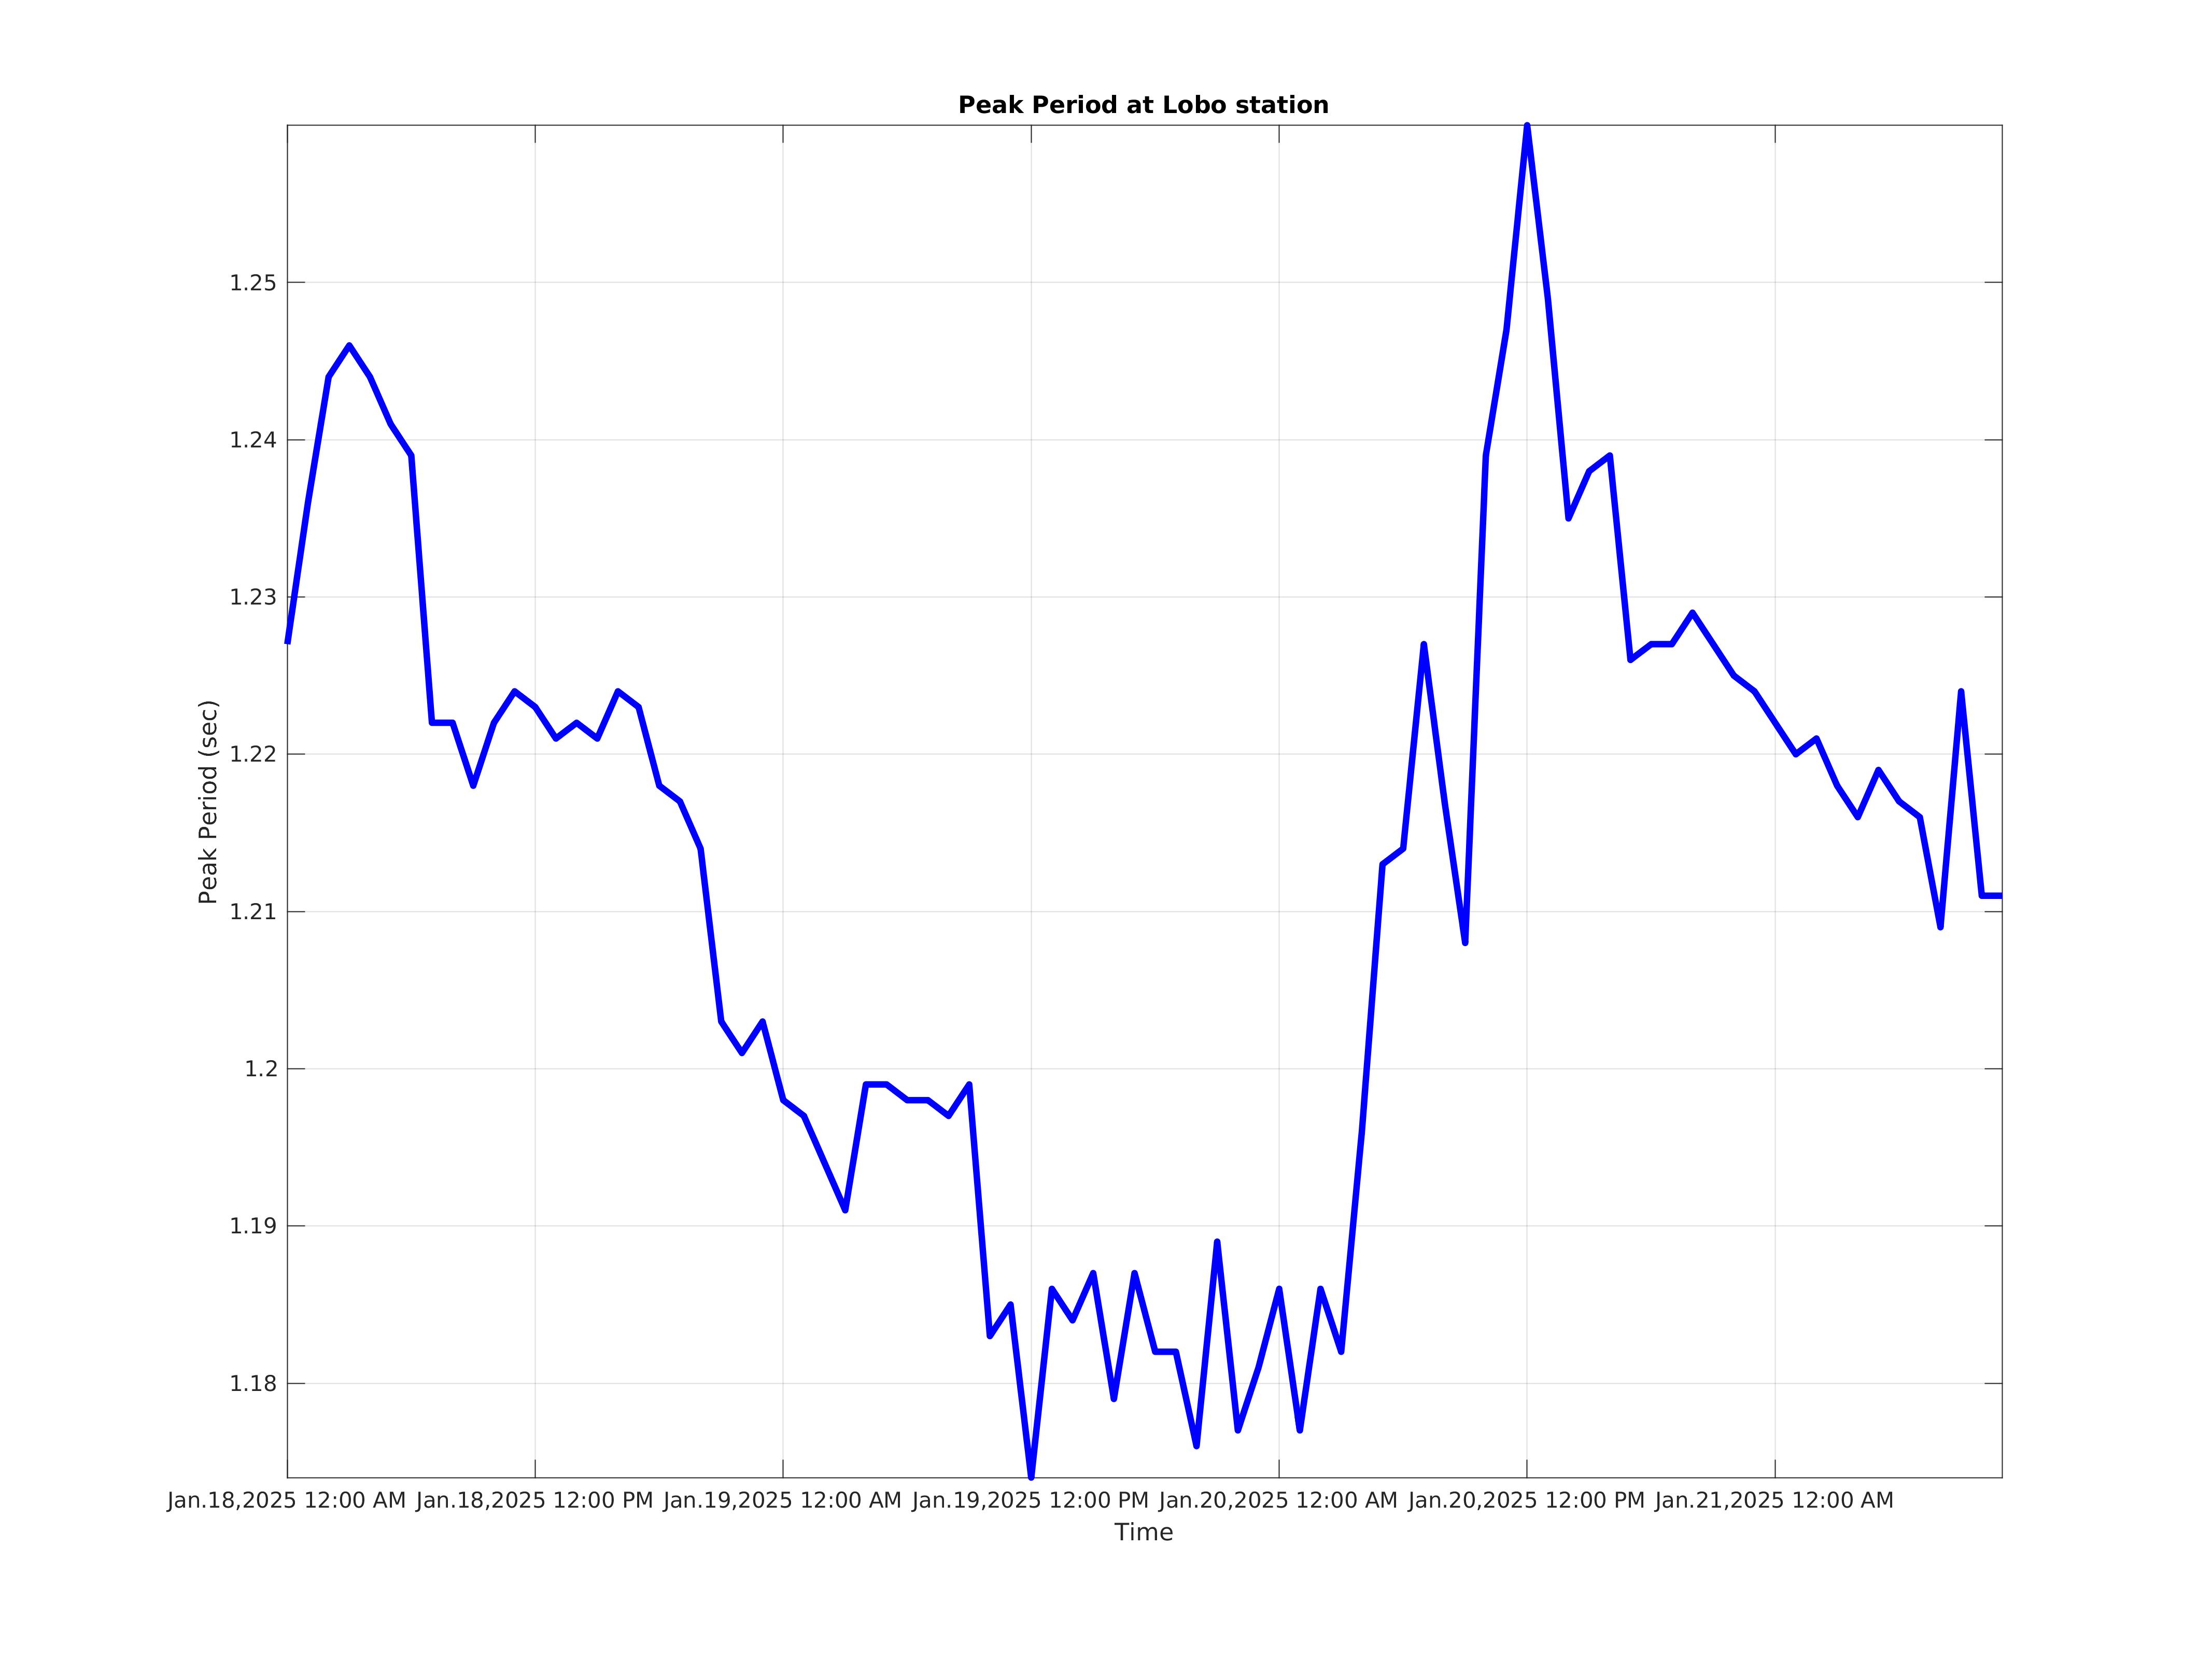 Peak Period at Lobo station
Peak Period (sec)
1.25
1.24
1.23
1.22
1.21
1.2
1.19
1.18
Jan.18,2025 12:00 AM Jan.18,2025 12:00 PM Jan.19,2025 12:00 AM Jan.19,2025 12:00 PM Jan.20,2025 12:00 AM Jan.20,2025 12:00 PM Jan.21,2025 12:00 AM
Time